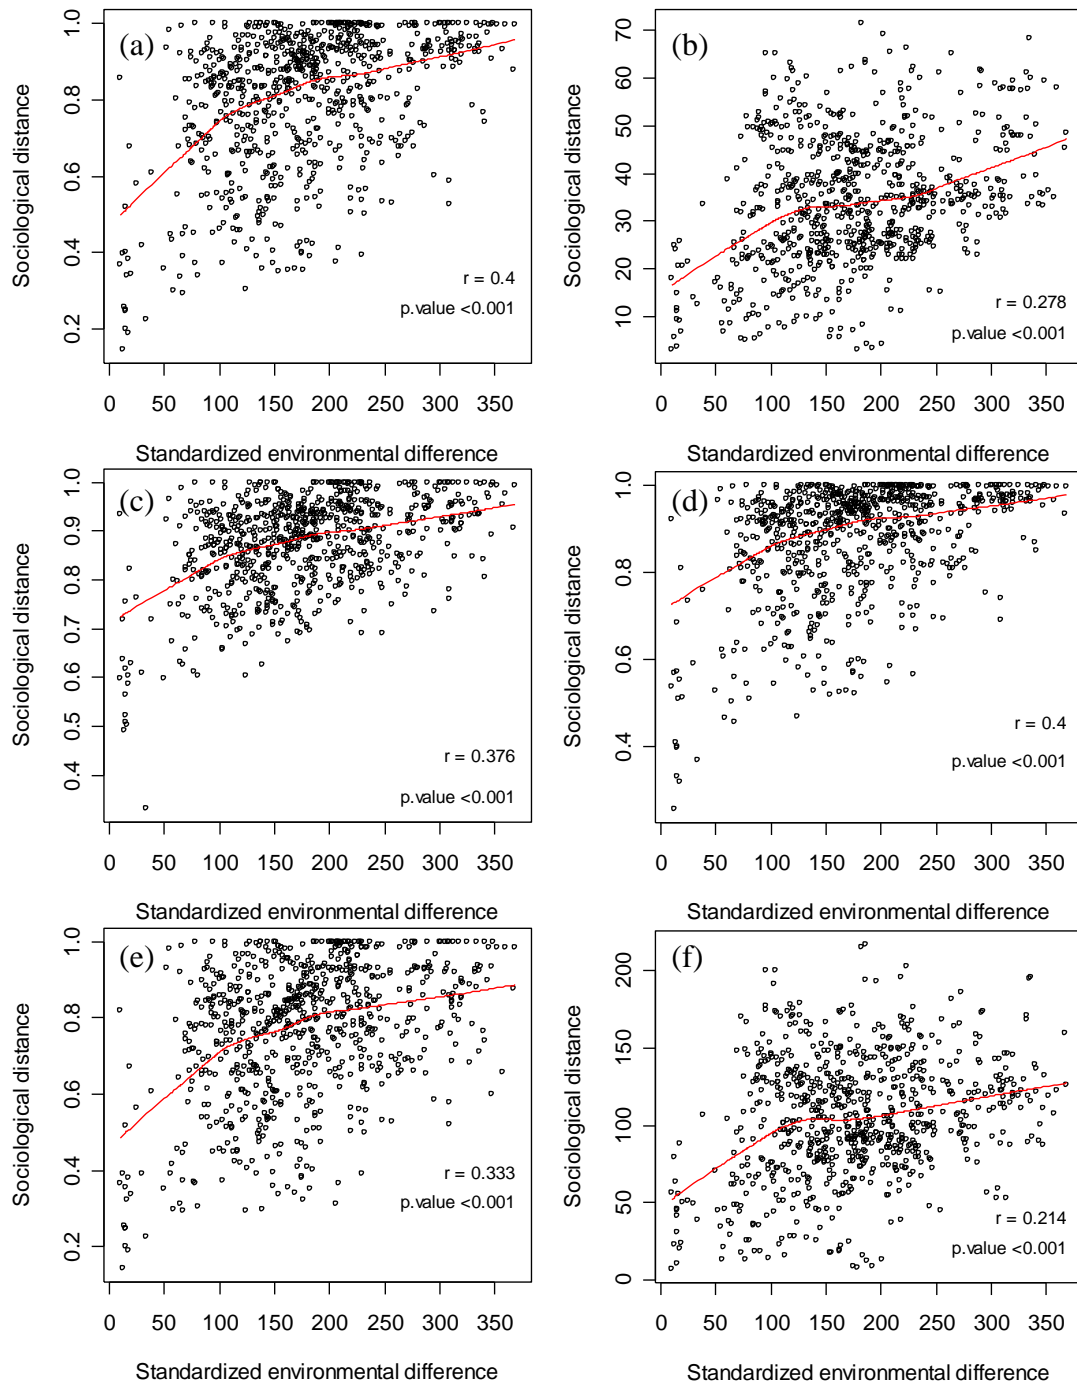 (a)
Sociological distance
1.0
0.8
0.6
0.4
0.2
r = 0.4
p.value <0.001
0 50 100 150 200 250 300 350
Standardized environmental difference
(b)
Sociological distance
70
60
50
40
30
20
10
r = 0.278
p.value <0.001
0 50 100 150 200 250 300 350
Standardized environmental difference
(c)
Sociological distance
1.0
0.9
0.8
0.7
0.6
0.5
0.4
r = 0.376
p.value <0.001
0 50 100 150 200 250 300 350
Standardized environmental difference
(d)
Sociological distance
1.0
0.8
0.6
0.4
r = 0.4
p.value <0.001
0 50 100 150 200 250 300 350
Standardized environmental difference
(e)
Sociological distance
1.0
0.8
0.6
0.4
0.2
r = 0.333
p.value <0.001
0 50 100 150 200 250 300 350
Standardized environmental difference
(f)
Sociological distance
200
150
100
50
0
r = 0.214
p.value <0.001
0 50 100 150 200 250 300 350
Standardized environmental difference